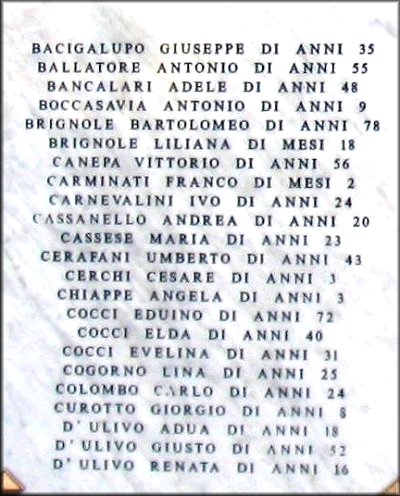 BACIGALUPO GIUSEPPE DI ANNI 35
BALLATORE ANTONIO DI ANNI 55
BANCALARI ADELE DI ANNI 48
BOCCASAVIA ANTONIO DI ANNI 9
BRIGNOLE BARTOLOMEO DI ANNI 78
BRIGNOLE LILIANA DI MESI 18
CANEPA VITTORIO DI ANNI 56
CARMINATI FRANCO DI MESI 2
CARNEVALINI IVO DI ANNI 24
CASSANELLO ANDREA DI ANNI 20
CASSESE MARIA DI ANNI 23
CERAFANI UMBERTO DI ANNI 43
CERCHI CESARE DI ANNI 3
CHIAPPE ANGELA DI ANNI 3
COCCI EDUINO DI ANNI 72
COCCI ELDA DI ANNI 40
COCCI EVELINA DI ANNI 31
COGORNO LINA DI ANNI 25
COLOMBO CARLO DI ANNI 24
CUROTTO GIORGIO DI ANNI 8
D'ULIVO ADUA DI ANNI 18
D'ULIVO GIUSTO DI ANNI 52
D'ULIVO RENATA DI ANNI 16